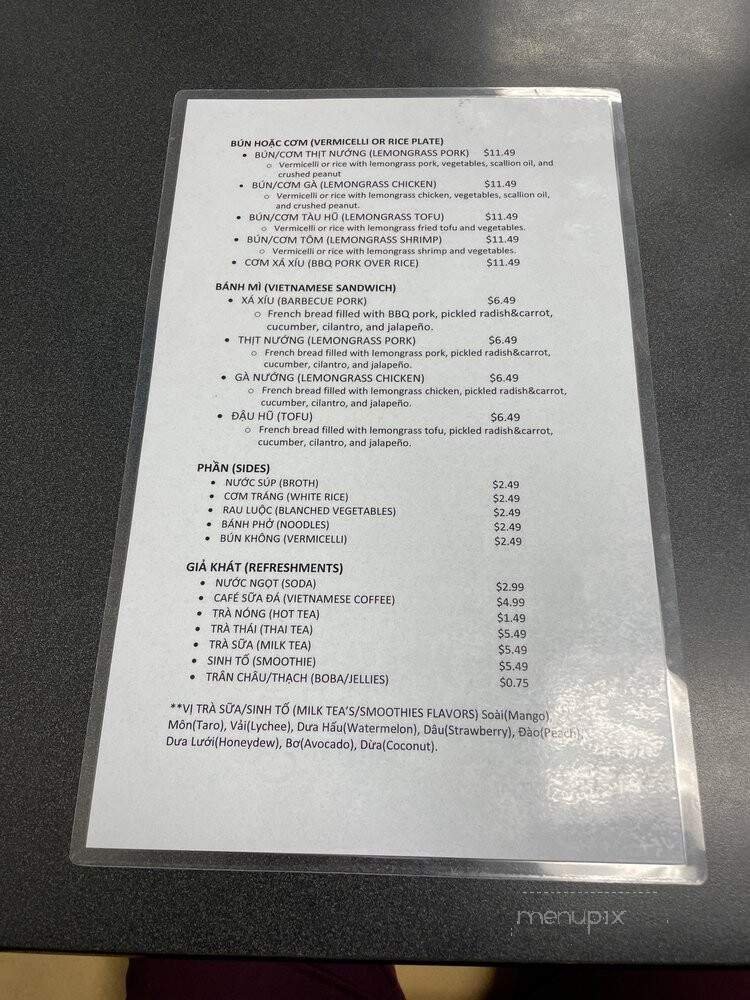 BÚN HOẶC CƠM (VERMICELLI OR RICE PLATE)
• BÚN/CƠM THỊT NƯỚNG (LEMONGRASS PORK) $11.49
o Vermicelli or rice with lemongrass pork, vegetables, scallion oil, and
crushed peanut
• BÚN/CƠM GÀ (LEMONGRASS CHICKEN) $11.49
o Vermicelli or rice with lemongrass chicken, vegetables, scallion oil,
and crushed peanut.
• BÚN/CƠM TÀU HŨ (LEMONGRASS TOFU) $11.49
o Vermicelli or rice with lemongrass fried tofu and vegetables.
• BÚN/CƠM TÔM (LEMONGRASS SHRIMP) $11.49
o Vermicelli or rice with lemongrass shrimp and vegetables.
• CƠM XÁ XÍU (BBQ PORK OVER RICE) $11.49
BÁNH MÌ (VIETNAMESE SANDWICH)
• XÁ XÍU (BARBECUE PORK) $6.49
o French bread filled with BBQ pork, pickled radish&carrot,
cucumber, cilantro, and jalapeño.
• THỊT NƯỚNG (LEMONGRASS PORK) $6.49
o French bread filled with lemongrass pork, pickled radish&carrot,
cucumber, cilantro, and jalapeño.
• GÀ NƯỚNG (LEMONGRASS CHICKEN) $6.49
o French bread filled with lemongrass chicken, pickled radish&carrot,
cucumber, cilantro, and jalapeño.
• ĐẬU HŨ (TOFU) $6.49
o French bread filled with lemongrass tofu, pickled radish&carrot,
cucumber, cilantro, and jalapeño.
PHẦN (SIDES)
• NƯỚC SÚP (BROTH) $2.49
• CƠM TRÁNG (WHITE RICE) $2.49
• RAU LUỘC (BLANCHED VEGETABLES) $2.49
• BÁNH PHỞ (NOODLES) $2.49
• BÚN KHÔNG (VERMICELLI) $2.49
GIẢ KHÁT (REFRESHMENTS)
• NƯỚC NGỌT (SODA) $2.99
• CAFÉ SỮA ĐÁ (VIETNAMESE COFFEE) $4.99
• TRÀ NÓNG (HOT TEA) $1.49
• TRÀ THÁI (THAI TEA) $5.49
• TRÀ SỮA (MILK TEA) $5.49
• SINH TỐ (SMOOTHIE) $5.49
• TRÂN CHÂU/THẠCH (BOBA/JELLIES) $0.75
**VỊ TRÀ SỮA/SINH TỐ (MILK TEA'S/SMOOTHIES FLAVORS) Soài(Mango)
Môn(Taro), Vải(Lychee), Dưa Hấu(Watermelon), Dâu(Strawberry), Đào(Peach),
Dưa Lưới(Honeydew), Bơ(Avocado), Dừa(Coconut).
menupix